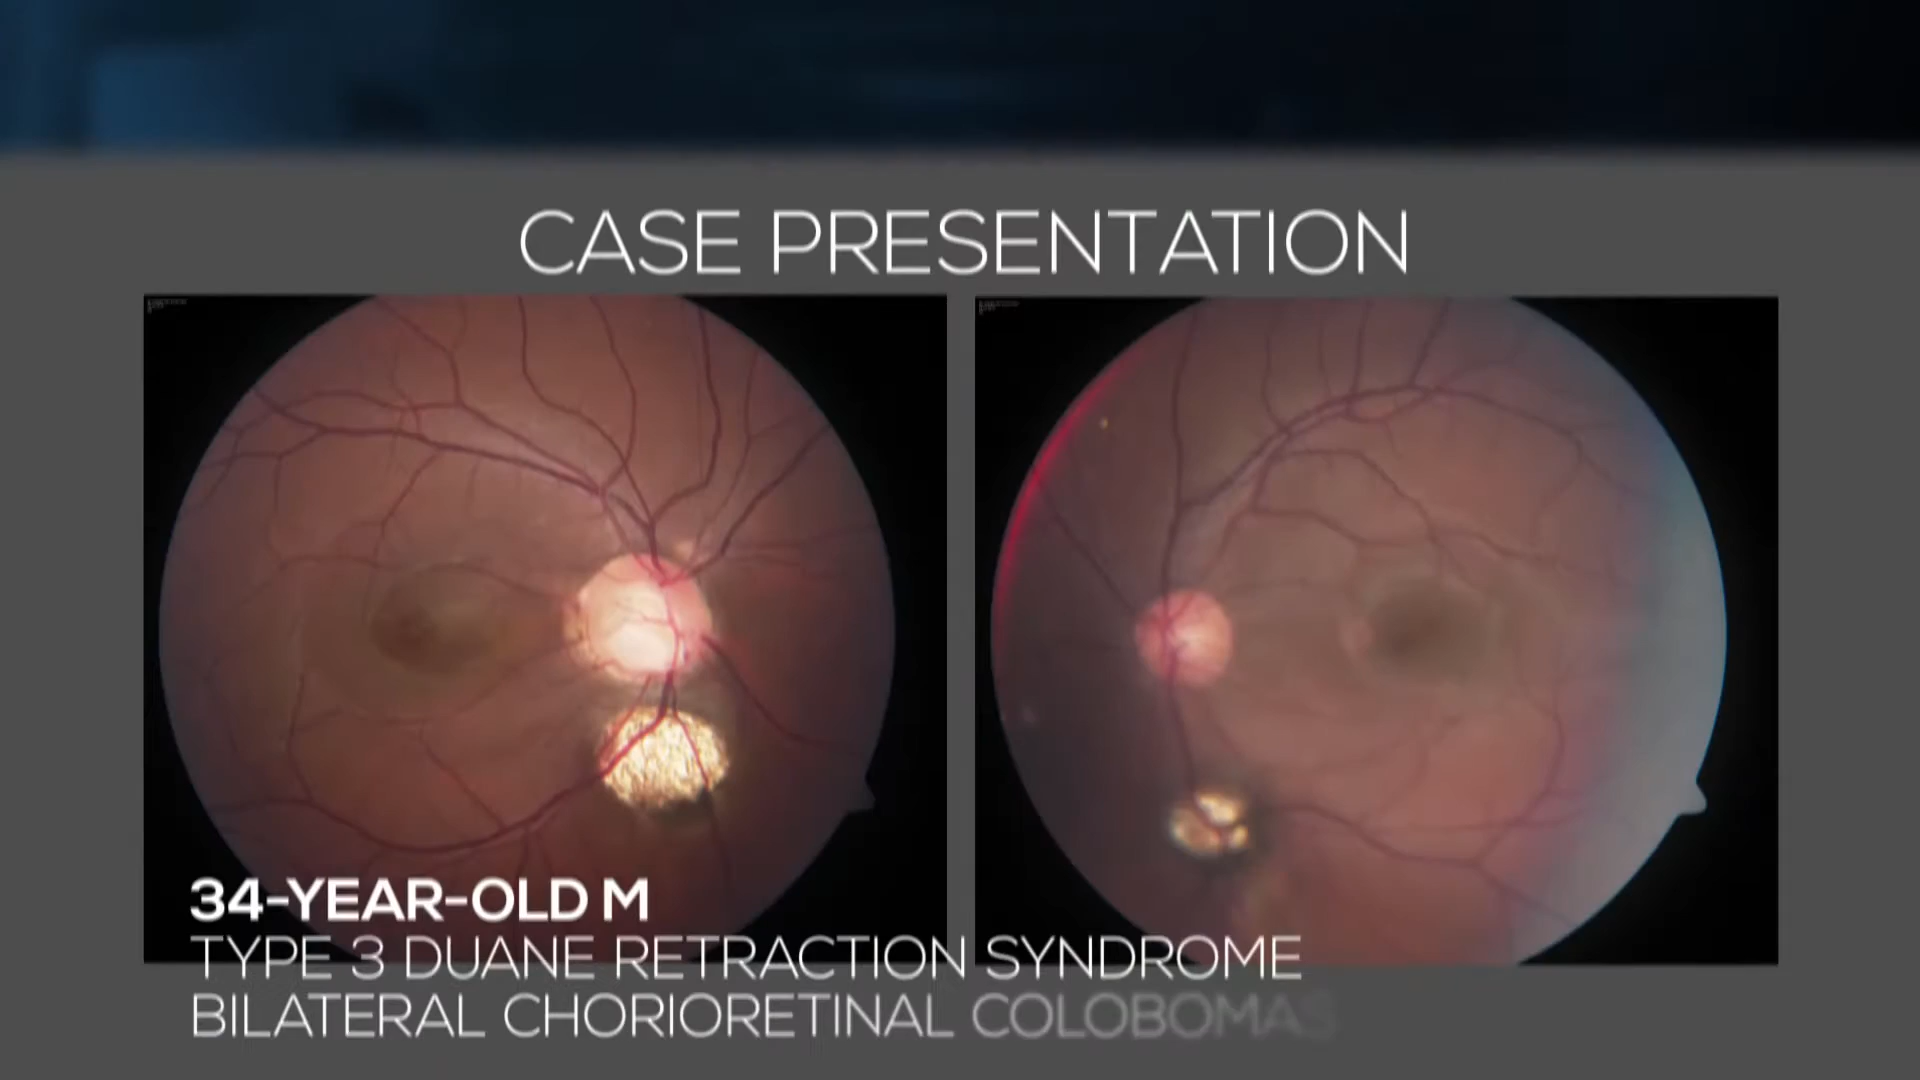 CASE PRESENTATION
34-YEAR-OLD M
TYPE 3 DUANE RETRACTION SYNDROME
BILATERAL CHORIORETINAL COLOBOMAS